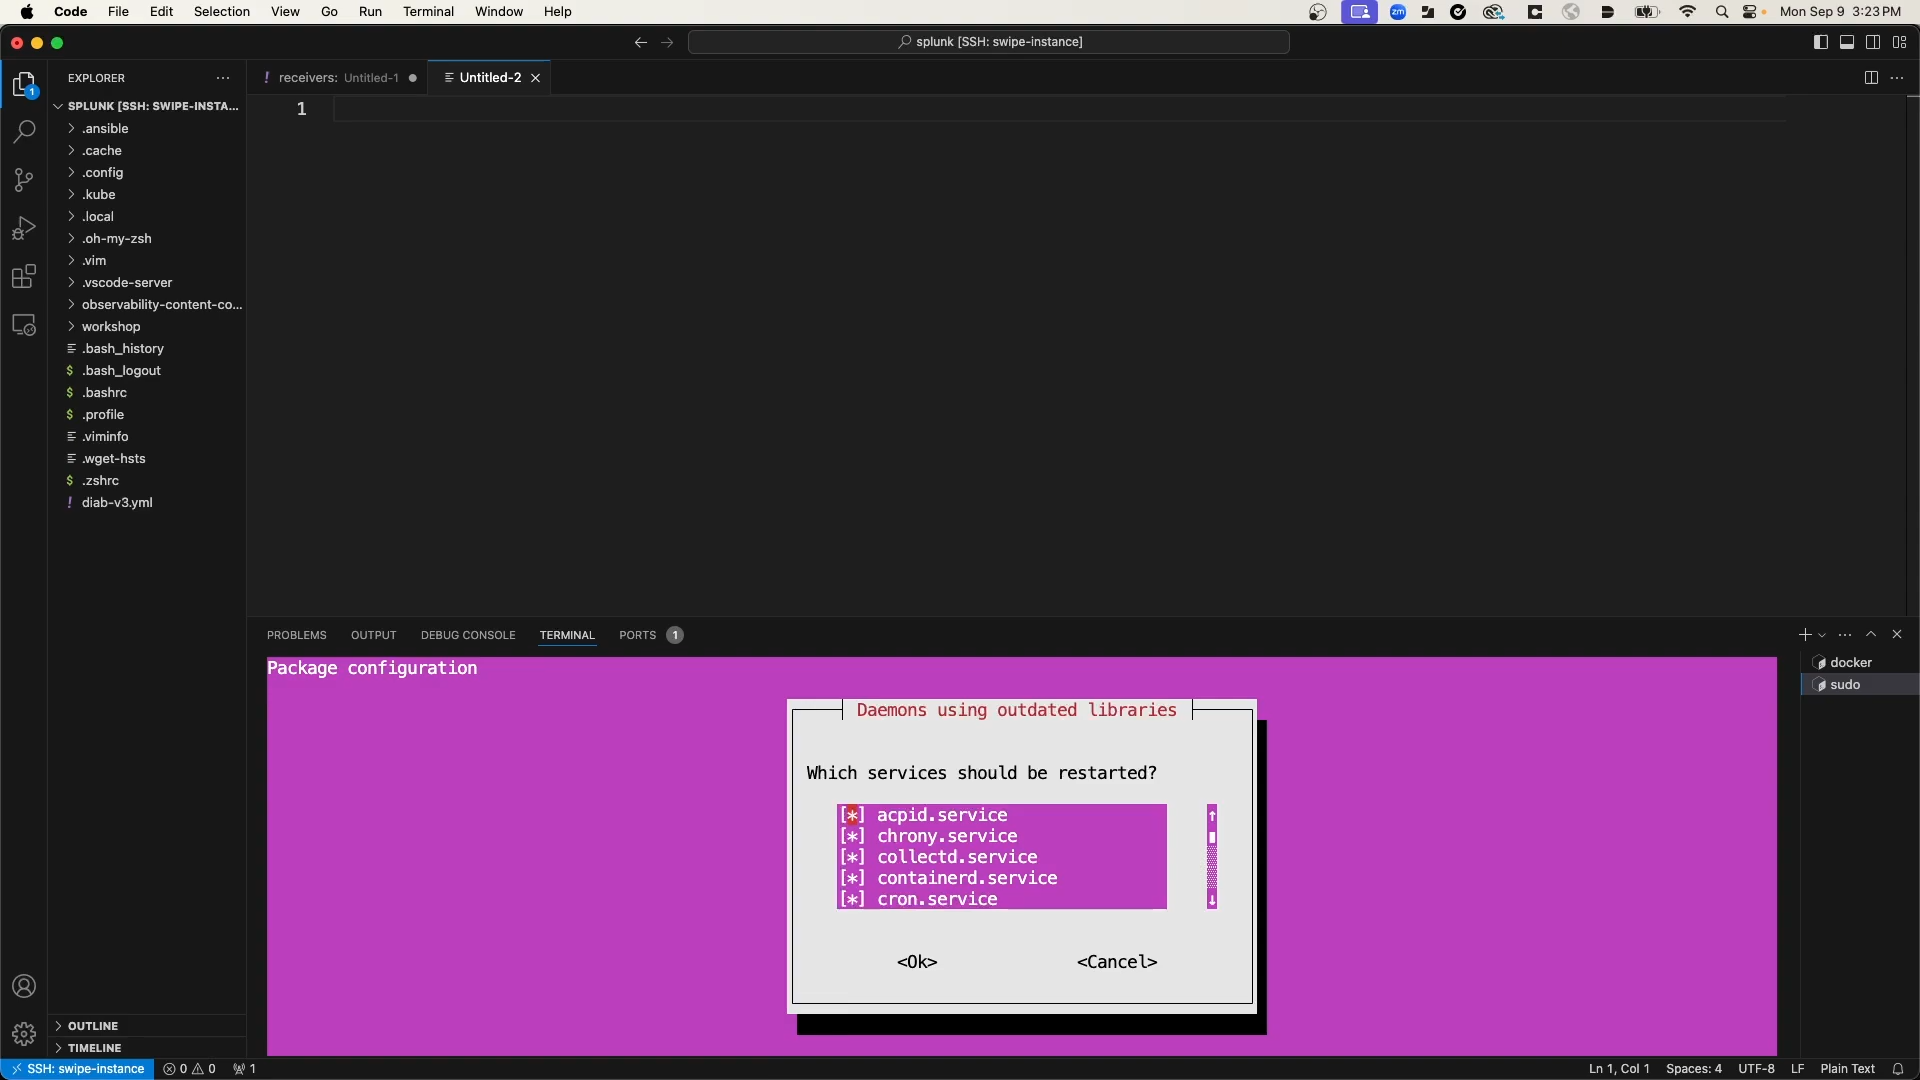 Code File Edit Selection View Go Run Terminal Window Help
zm
Mon Sep 9 3:23 PM
splunk [SSH: swipe-instance]
EXPLORER
receivers: Untitled-1
Untitled-2
1
SPLUNK [SSH: SWIPE-INSTA...
.ansible
.cache
.config
.kube
.local
.oh-my-zsh
.vim
.vscode-server
observability-content-co...
workshop
.bash_history
$ .bash_logout
$ .bashrc
$ .profile
.viminfo
.wget-hsts
$ .zshrc
! diab-v3.yml
1
PROBLEMS OUTPUT DEBUG CONSOLE TERMINAL PORTS 1
docker
sudo
Package configuration
Daemons using outdated libraries
Which services should be restarted?
[*] acpid.service
[*] chrony.service
[*] collectd.service
[*] containerd.service
[*] cron.service
<Ok> <Cancel>
OUTLINE
TIMELINE
SSH: swipe-instance 0 0 1
Ln 1, Col 1 Spaces: 4 UTF-8 LF Plain Text